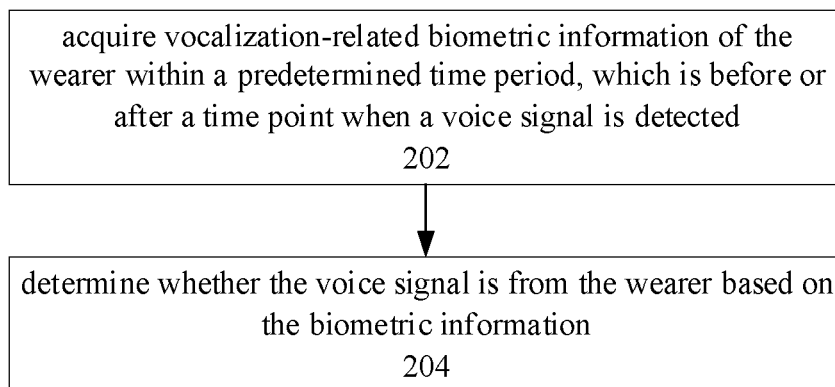 acquire vocalization-related biometric information of the
wearer within a predetermined time period, which is before or
after a time point when a voice signal is detected
202
determine whether the voice signal is from the wearer based on
the biometric information
204